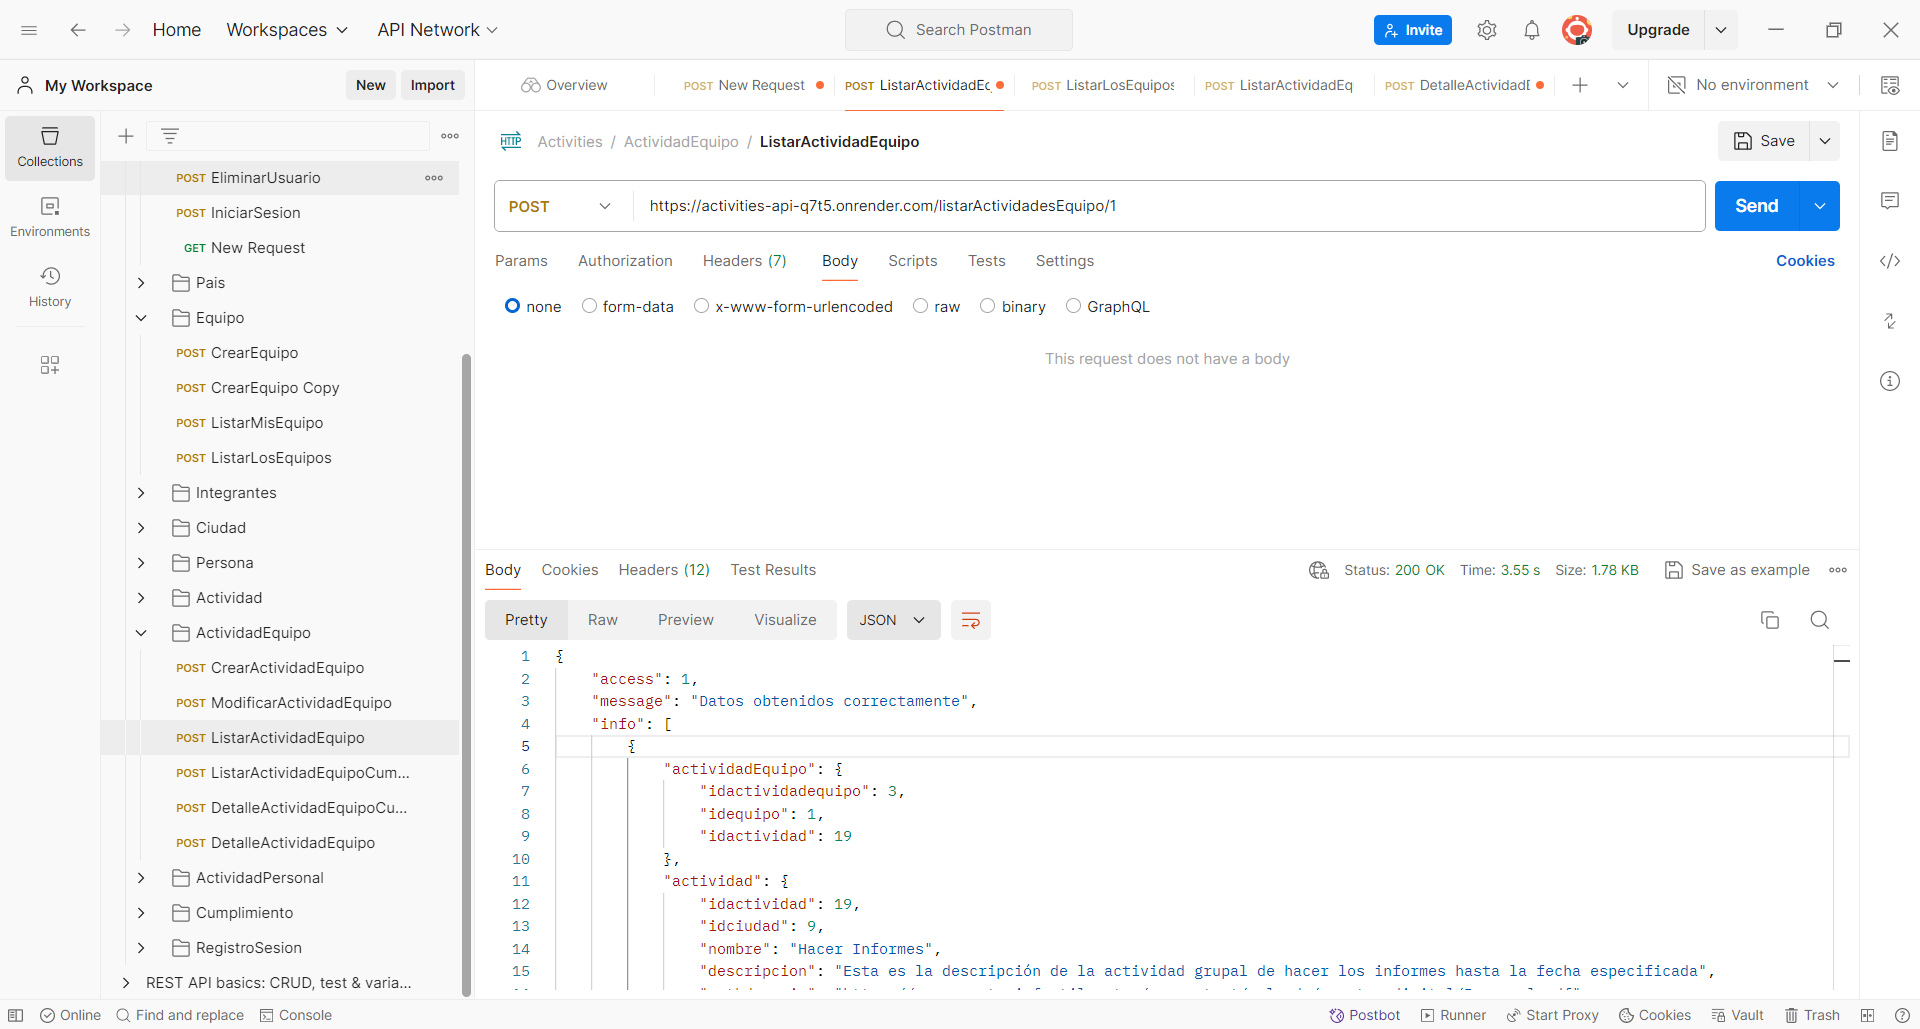 Home
Workspaces
API Network
Search Postman
Invite
Upgrade
My Workspace
New
Import
Overview
POST New Request
POST ListarActividadEc
POST ListarLosEquipos
POST ListarActividadEq
POST DetalleActividadE
No environment
Collections
Environments
History
POST EliminarUsuario
POST IniciarSesion
GET New Request
Pais
Equipo
POST CrearEquipo
POST CrearEquipo Copy
POST ListarMisEquipo
POST ListarLosEquipos
Integrantes
Ciudad
Persona
Actividad
ActividadEquipo
POST CrearActividadEquipo
POST ModificarActividadEquipo
POST ListarActividadEquipo
POST ListarActividadEquipoCum...
POST DetalleActividadEquipoCu...
POST DetalleActividadEquipo
ActividadPersonal
Cumplimiento
RegistroSesion
REST API basics: CRUD, test & varia...
HTTP Activities / ActividadEquipo / ListarActividadEquipo
Save
POST
https://activities-api-q7t5.onrender.com/listarActividadesEquipo/1
Send
Params Authorization Headers (7) Body Scripts Tests Settings
Cookies
none form-data x-www-form-urlencoded raw binary GraphQL
This request does not have a body
Body Cookies Headers (12) Test Results
Status: 200 OK Time: 3.55 s Size: 1.78 KB
Save as example
Pretty Raw Preview Visualize
JSON
1 {
2 "access": 1,
3 "message": "Datos obtenidos correctamente",
4 "info": [
5 {
6 "actividadEquipo": {
7 "idactividadequipo": 3,
8 "idequipo": 1,
9 "idactividad": 19
10 },
11 "actividad": {
12 "idactividad": 19,
13 "idciudad": 9,
14 "nombre": "Hacer Informes",
15 "descripcion": "Esta es la descripción de la actividad grupal de hacer los informes hasta la fecha especificada",
Online
Find and replace
Console
Postbot
Runner
Start Proxy
Cookies
Vault
Trash